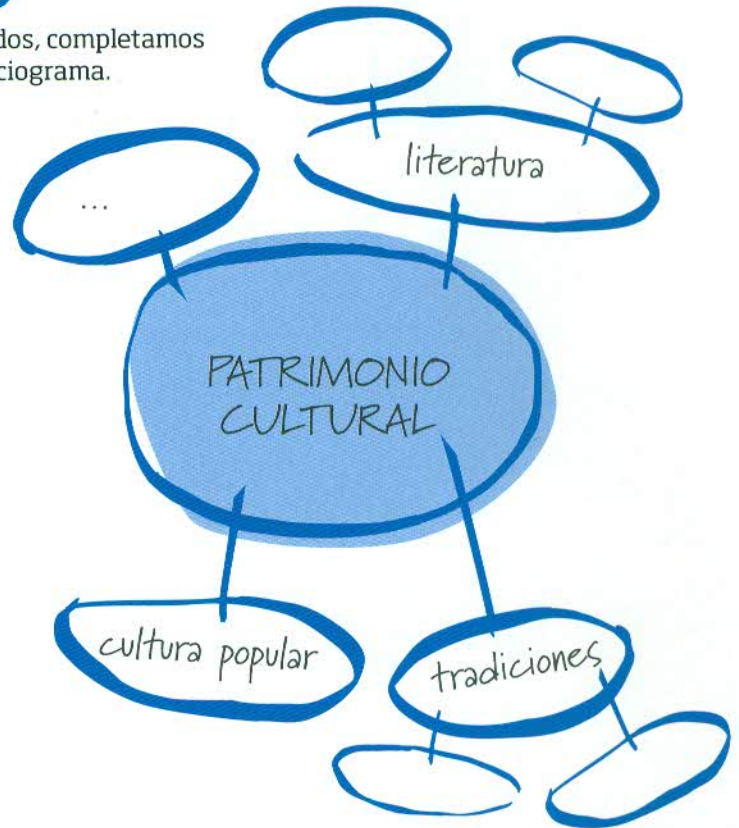 dos, completamos
ciograma.
literatura
...
PATRIMONIO
CULTURAL
cultura popular
tradiciones